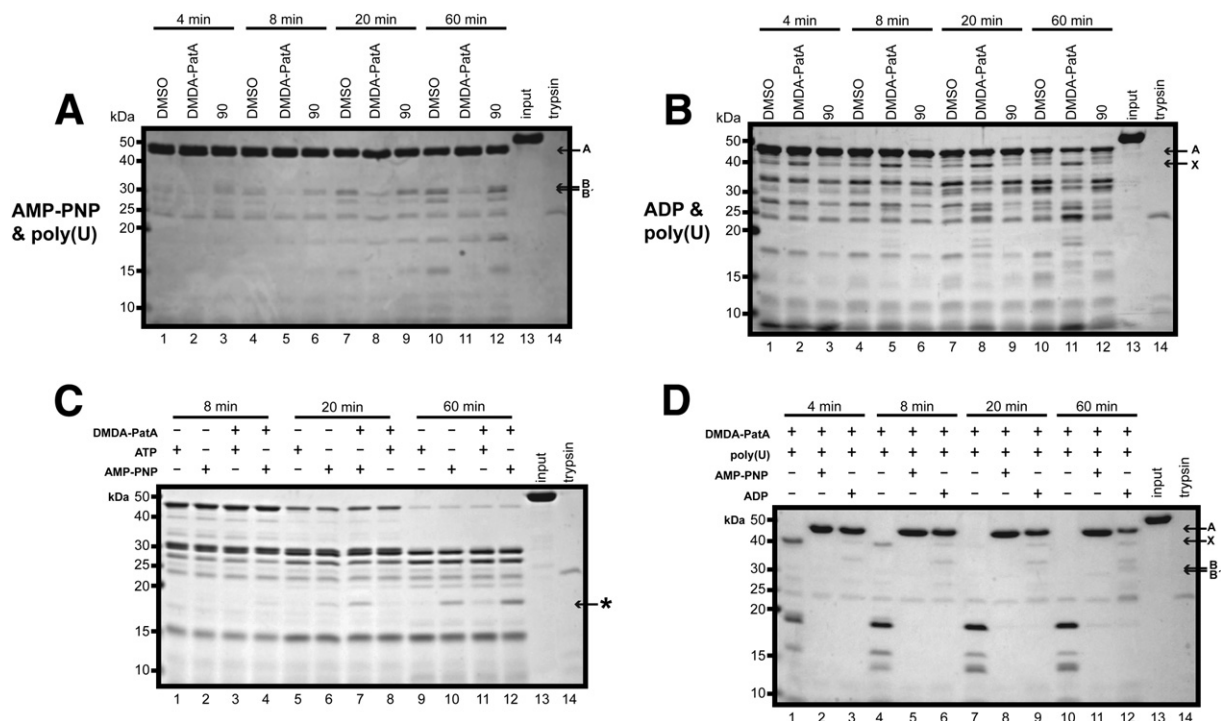 A
4 min 8 min 20 min 60 min
DMSO DMDA-PatA 90 DMSO DMDA-PatA 90 DMSO DMDA-PatA 90 DMSO DMDA-PatA 90 input trypsin
kDa
50
40
30
25
20
15
10
A
B
B'
AMP-PNP
& poly(U)
1 2 3 4 5 6 7 8 9 10 11 12 13 14
B
4 min 8 min 20 min 60 min
DMSO DMDA-PatA 90 DMSO DMDA-PatA 90 DMSO DMDA-PatA 90 DMSO DMDA-PatA 90 input trypsin
kDa
50
40
30
25
20
15
10
A
X
ADP &
poly(U)
1 2 3 4 5 6 7 8 9 10 11 12 13 14
C
8 min 20 min 60 min
DMDA-PatA – – + + – – + + – – + +
ATP + – + – + – – + + – + –
AMP-PNP – + – + – + + – – + – +
input trypsin
kDa
50
40
30
25
20
15
10
*
1 2 3 4 5 6 7 8 9 10 11 12 13 14
D
4 min 8 min 20 min 60 min
DMDA-PatA + + + + + + + + + + + +
poly(U) + + + + + + + + + + + +
AMP-PNP – + – – + – – + – – + –
ADP – – + – – + – – + – – +
input trypsin
kDa
50
40
30
25
20
15
10
A
X
B
B'
1 2 3 4 5 6 7 8 9 10 11 12 13 14